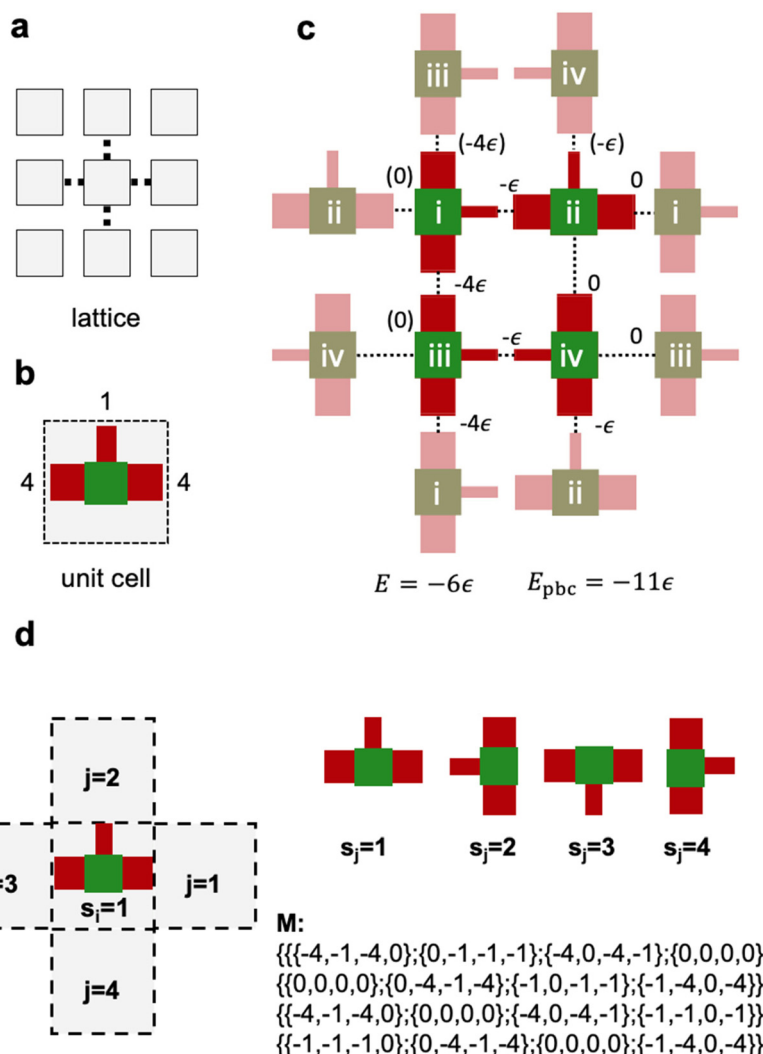 a
lattice
b
1
4
4
unit cell
c
iii
iv
(-4ϵ)
(-ϵ)
(0)
-ϵ
0
ii
i
ii
i
-4ϵ
0
(0)
-ϵ
0
iv
iii
iv
iii
-4ϵ
-ϵ
i
ii
E = −6ϵ
E_pbc = −11ϵ
d
j=2
=3
s_i=1
j=1
j=4
s_j=1
s_j=2
s_j=3
s_j=4
M:
{{{-4,-1,-4,0};{0,-1,-1,-1};{-4,0,-4,-1};{0,0,0,0}
{{0,0,0,0};{0,-4,-1,-4};{-1,0,-1,-1};{-1,-4,0,-4}}
{{-4,-1,-4,0};{0,0,0,0};{-4,0,-4,-1};{-1,-1,0,-1}}
{{-1,-1,-1,0};{0,-4,-1,-4};{0,0,0,0};{-1,-4,0,-4}}